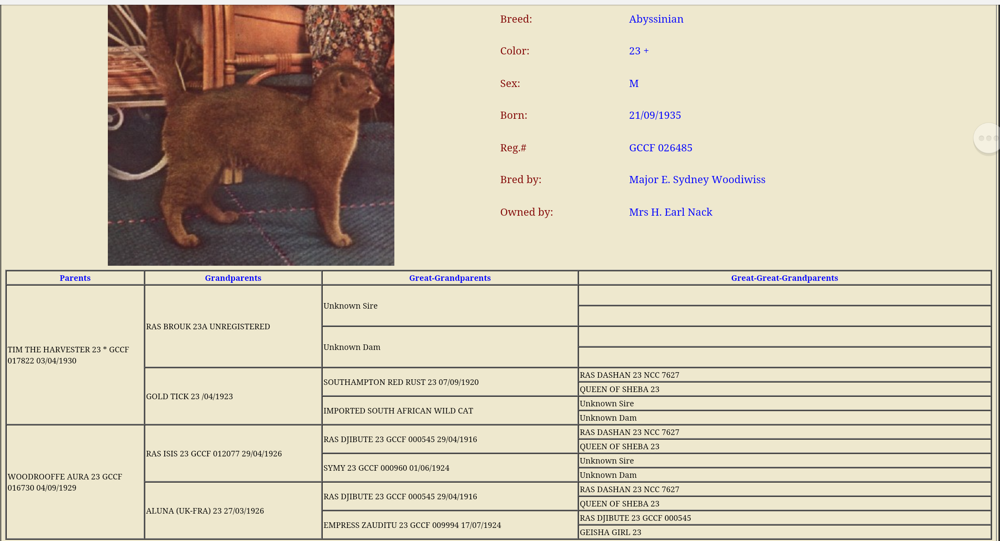 Breed: Abyssinian
Color: 23 +
Sex: M
Born: 21/09/1935
Reg.# GCCF 026485
Bred by: Major E. Sydney Woodiwiss
Owned by: Mrs H. Earl Nack
Parents Grandparents Great-Grandparents Great-Great-Grandparents
TIM THE HARVESTER 23 * GCCF
017822 03/04/1930
RAS BROUK 23A UNREGISTERED
Unknown Sire
Unknown Dam
GOLD TICK 23 /04/1923
SOUTHAMPTON RED RUST 23 07/09/1920
RAS DASHAN 23 NCC 7627
QUEEN OF SHEBA 23
IMPORTED SOUTH AFRICAN WILD CAT
Unknown Sire
Unknown Dam
WOODROOFFE AURA 23 GCCF
016730 04/09/1929
RAS ISIS 23 GCCF 012077 29/04/1926
RAS DJIBUTE 23 GCCF 000545 29/04/1916
RAS DASHAN 23 NCC 7627
QUEEN OF SHEBA 23
SYMY 23 GCCF 000960 01/06/1924
Unknown Sire
Unknown Dam
ALUNA (UK-FRA) 23 27/03/1926
RAS DJIBUTE 23 GCCF 000545 29/04/1916
RAS DASHAN 23 NCC 7627
QUEEN OF SHEBA 23
EMPRESS ZAUDITU 23 GCCF 009994 17/07/1924
RAS DJIBUTE 23 GCCF 000545
GEISHA GIRL 23